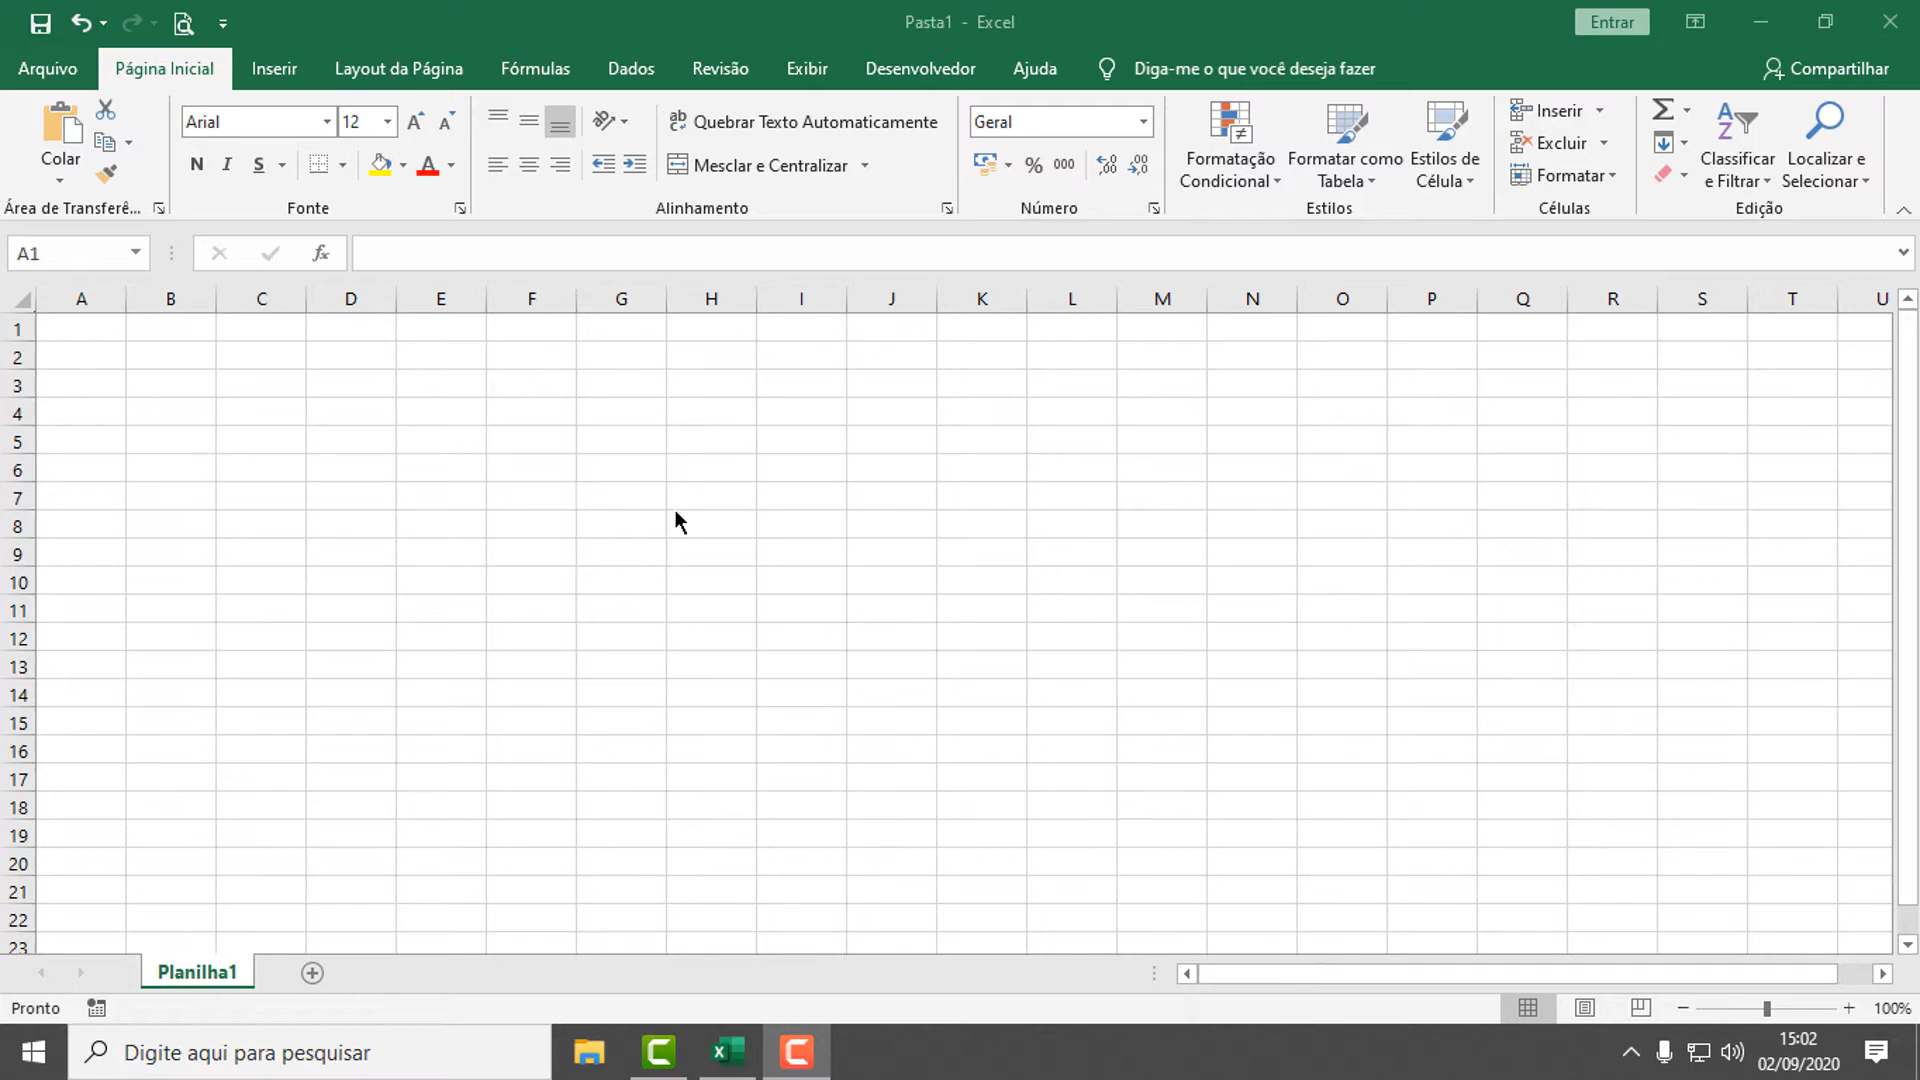 Pasta1 - Excel
Entrar
Arquivo
Página Inicial
Inserir
Layout da Página
Fórmulas
Dados
Revisão
Exibir
Desenvolvedor
Ajuda
Diga-me o que você deseja fazer
Compartilhar
Colar
Área de Transferê...
Arial
12
N I S
A
Fonte
Quebrar Texto Automaticamente
Mesclar e Centralizar
Alinhamento
Geral
% 000
Número
Formatação
Condicional
Formatar como
Tabela
Estilos de
Célula
Estilos
Inserir
Excluir
Formatar
Células
Classificar
e Filtrar
Localizar e
Selecionar
Edição
A1
fx
A B C D E F G H I J K L M N O P Q R S T U
1
2
3
4
5
6
7
8
9
10
11
12
13
14
15
16
17
18
19
20
21
22
23
Planilha1
Pronto
100%
Digite aqui para pesquisar
15:02
02/09/2020